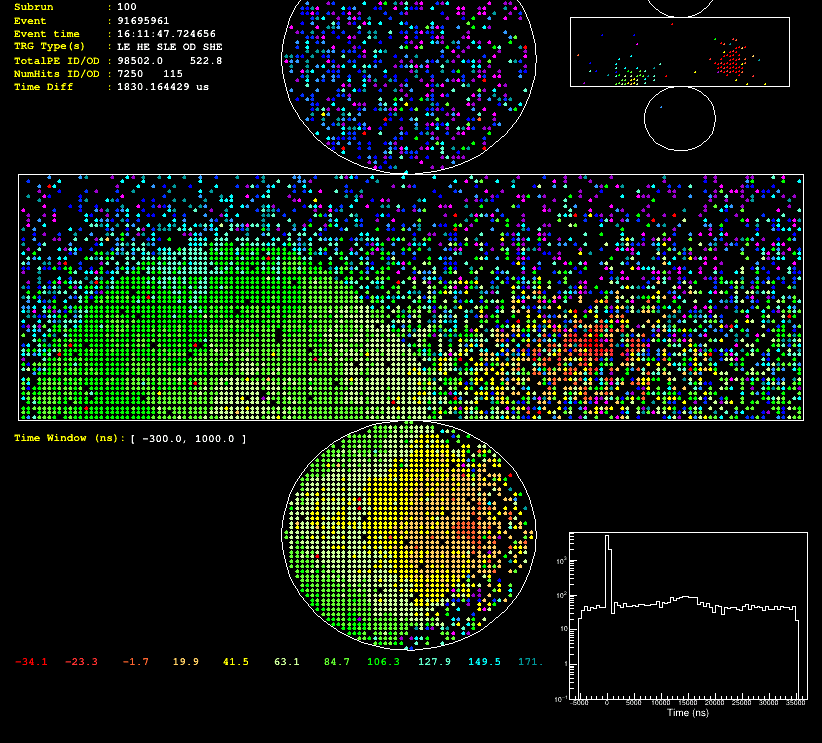 Subrun : 100
Event : 91695961
Event time : 16:11:47.724656
TRG Type(s) : LE HE SLE OD SHE
TotalPE ID/OD : 98502.0 522.8
NumHits ID/OD : 7250 115
Time Diff : 1830.164429 us
Time Window (ns): [ -300.0, 1000.0 ]
-34.1 -23.3 -1.7 19.9 41.5 63.1 84.7 106.3 127.9 149.5 171.
10³
10²
10
1
10⁻¹
-5000 0 5000 10000 15000 20000 25000 30000 35000
Time (ns)